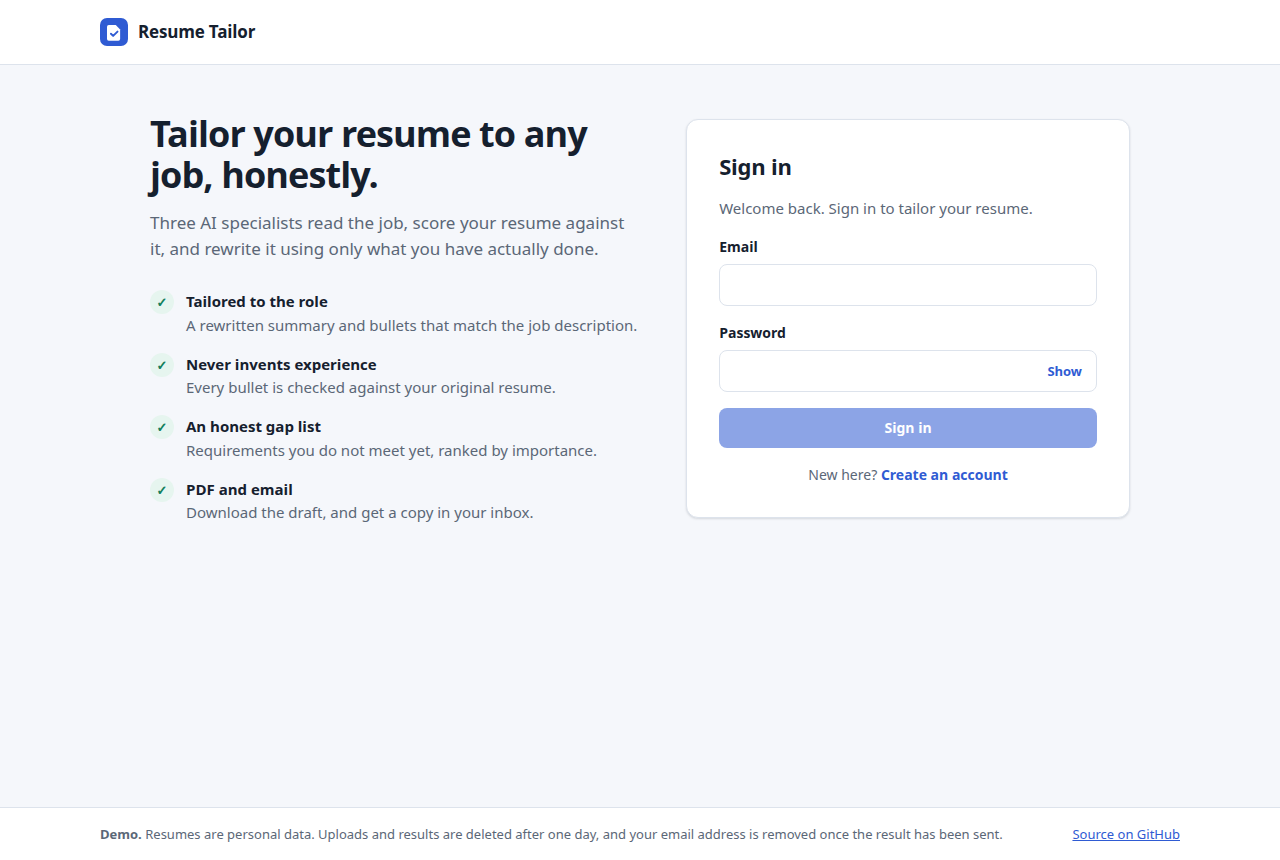 Resume Tailor
Tailor your resume to any
job, honestly.
Three AI specialists read the job, score your resume against
it, and rewrite it using only what you have actually done.
✓ Tailored to the role
A rewritten summary and bullets that match the job description.
✓ Never invents experience
Every bullet is checked against your original resume.
✓ An honest gap list
Requirements you do not meet yet, ranked by importance.
✓ PDF and email
Download the draft, and get a copy in your inbox.
Sign in
Welcome back. Sign in to tailor your resume.
Email
Password
Show
Sign in
New here? Create an account
Demo. Resumes are personal data. Uploads and results are deleted after one day, and your email address is removed once the result has been sent.
Source on GitHub